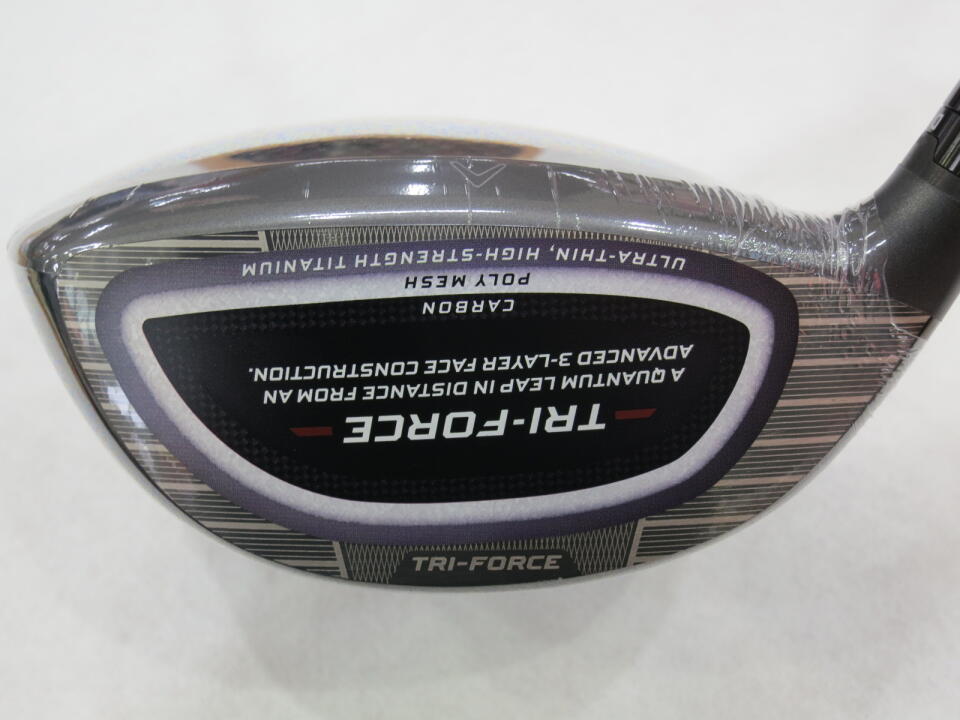 TRI-FORCE
A QUANTUM LEAP IN DISTANCE FROM AN
ADVANCED 3-LAYER FACE CONSTRUCTION.
CARBON
POLY MESH
ULTRA-THIN, HIGH-STRENGTH TITANIUM
TRI-FORCE